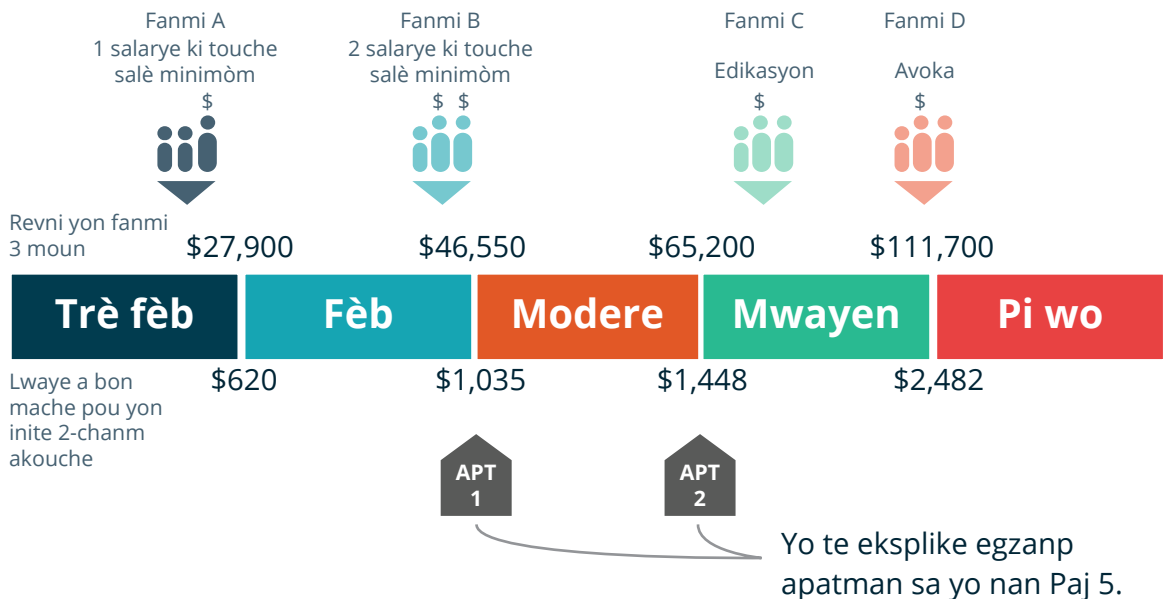 Fanmi A
1 salarye ki touche
salè minimòm
$
Fanmi B
2 salarye ki touche
salè minimòm
$ $
Fanmi C
Edikasyon
$
Fanmi D
Avoka
$
Revni yon fanmi
3 moun
$27,900
$46,550
$65,200
$111,700
Trè fèb
Fèb
Modere
Mwayen
Pi wo
Lwaye a bon
mache pou yon
inite 2-chanm
akouche
$620
$1,035
$1,448
$2,482
APT
1
APT
2
Yo te eksplike egzanp
apatman sa yo nan Paj 5.